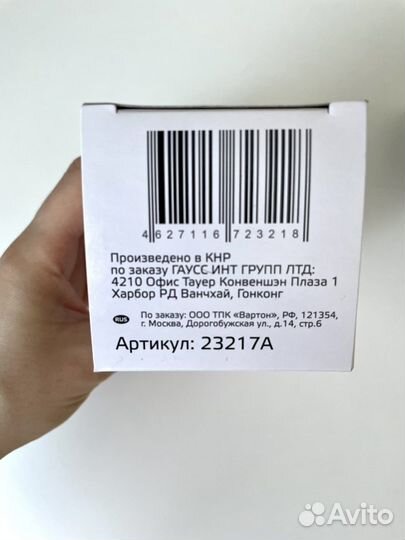 4 627116 723218
Произведено в КНР
по заказу ГАУСС ИНТ ГРУПП ЛТД:
4210 Офис Тауер Конвеншэн Плаза 1
Харбор РД Ванчхай, Гонконг
RUS По заказу: ООО ТПК «Вартон», РФ, 121354,
г. Москва, Дорогобужская ул., д.14, стр.6
Артикул: 23217A
Avito